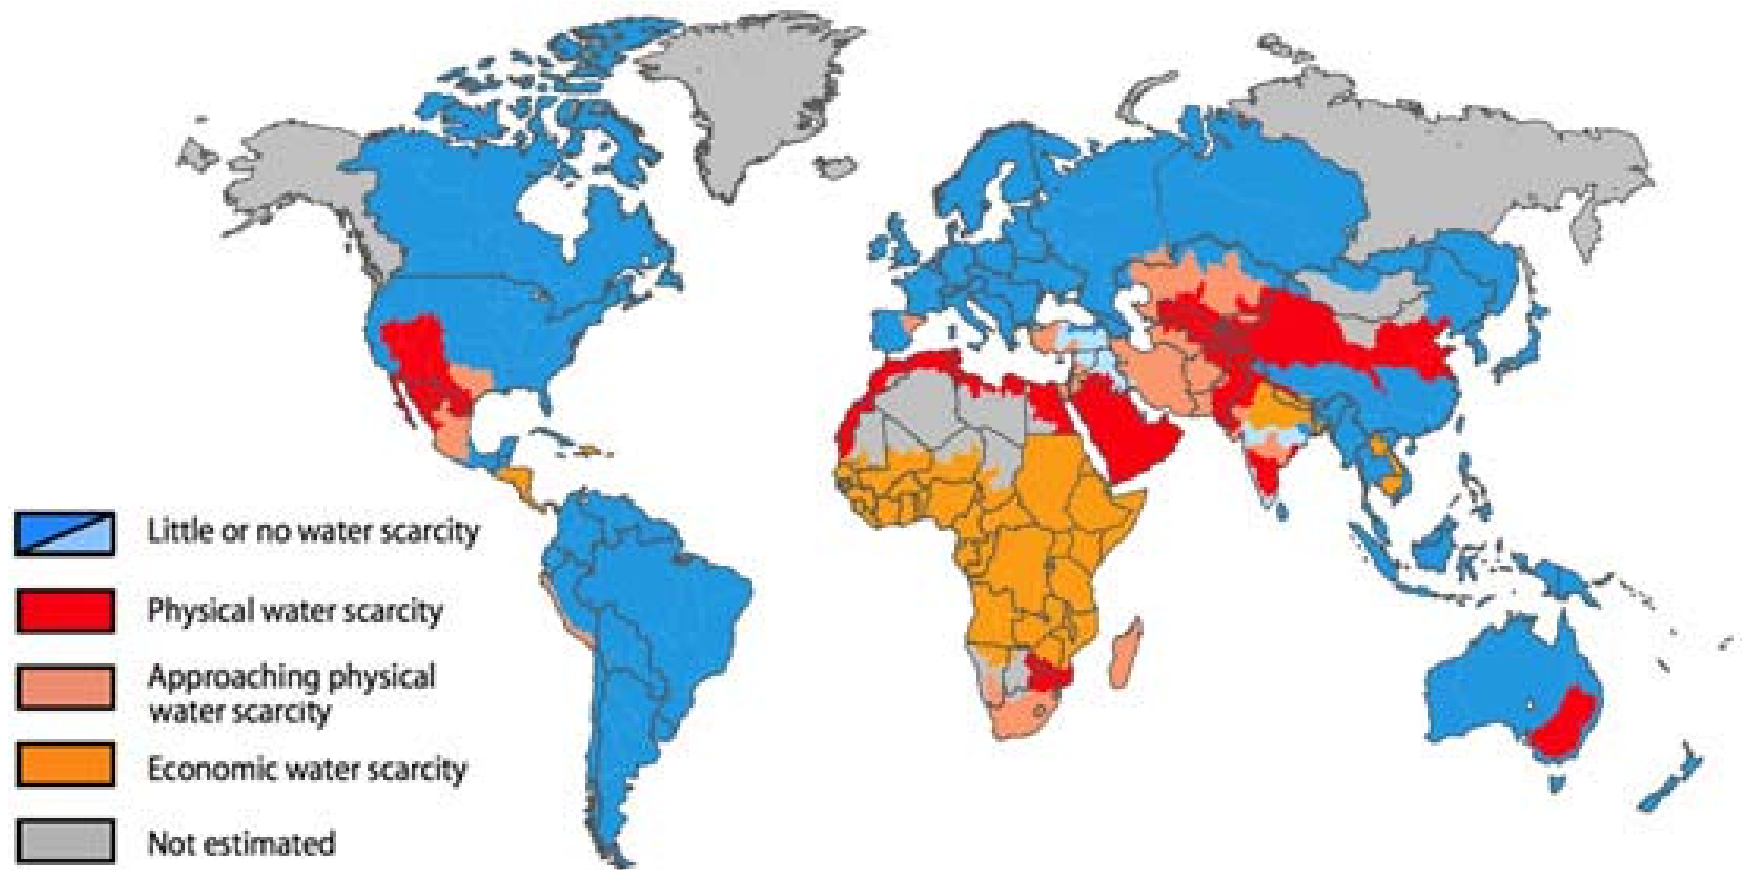 Little or no water scarcity
Physical water scarcity
Approaching physical
water scarcity
Economic water scarcity
Not estimated